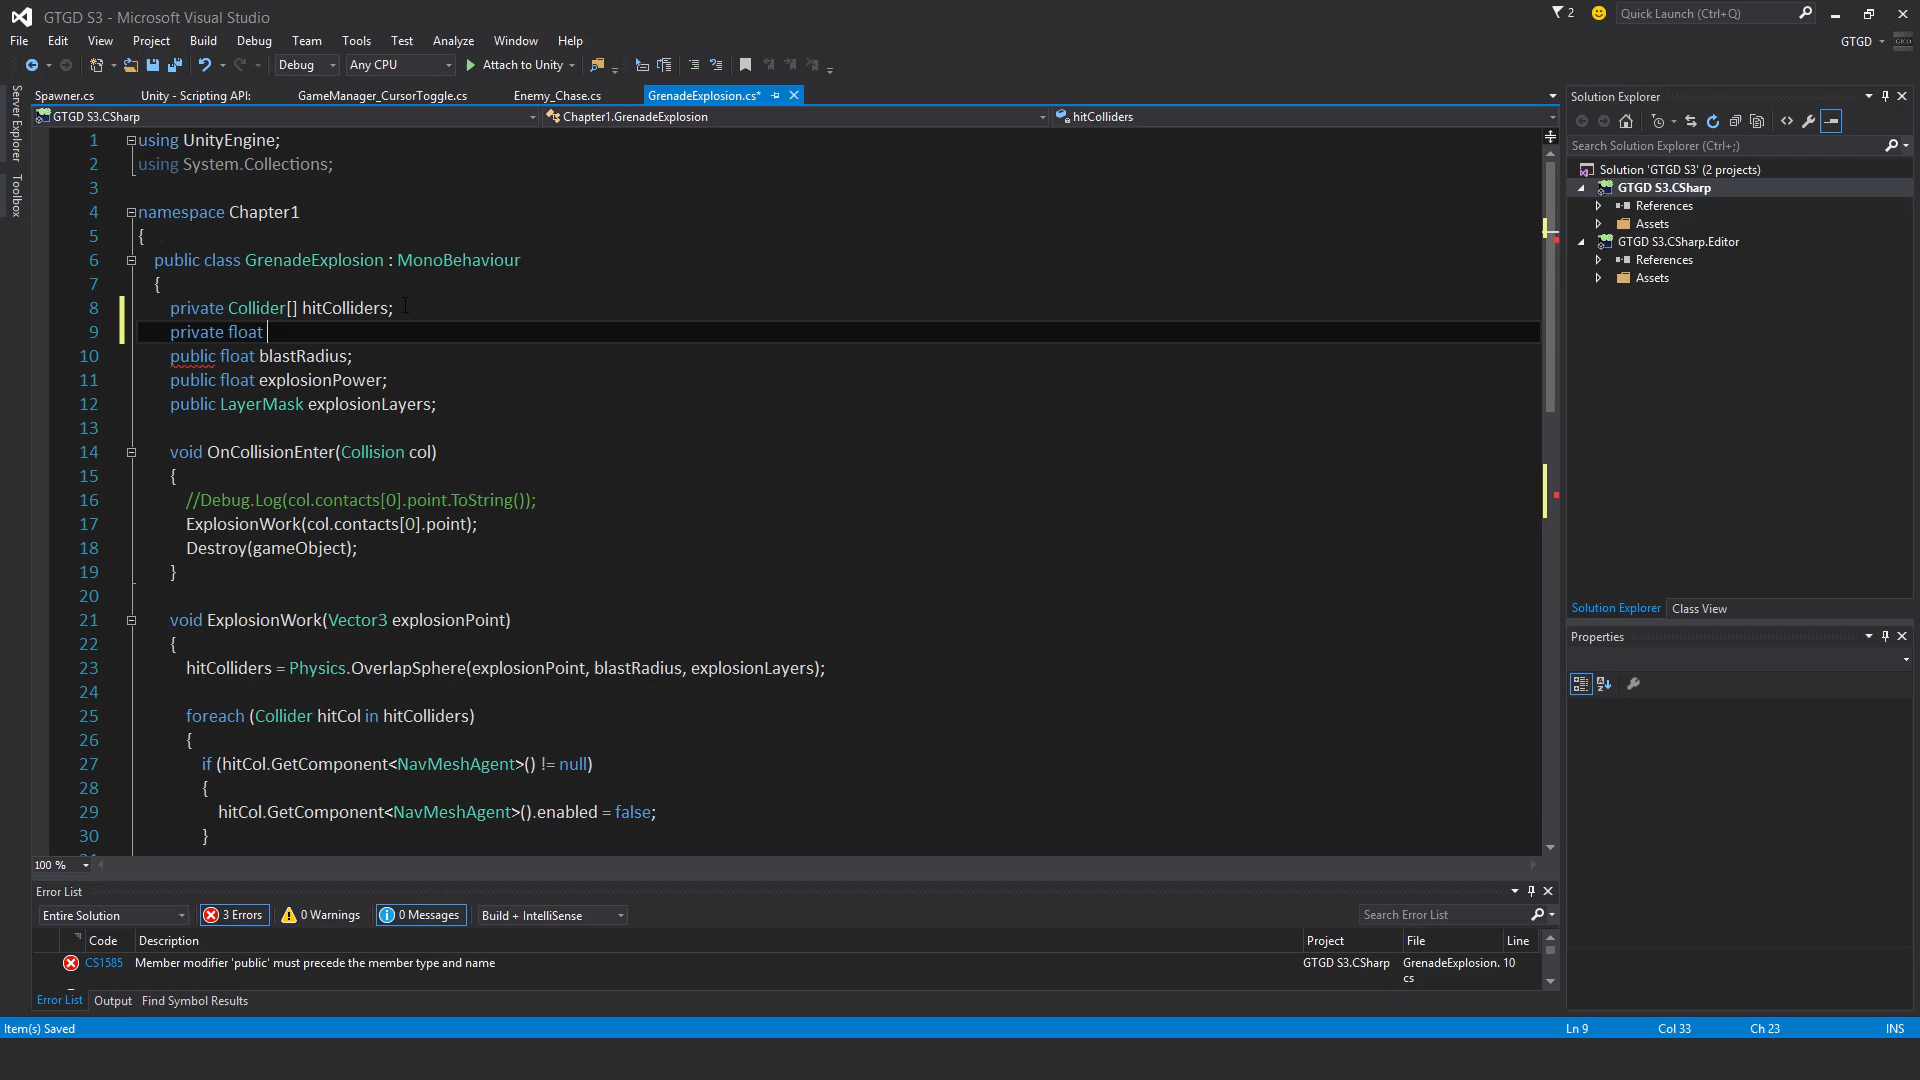 GTGD S3 - Microsoft Visual Studio
2
Quick Launch (Ctrl+Q)
File Edit View Project Build Debug Team Tools Test Analyze Window Help
GTGD
Debug Any CPU Attach to Unity
Server Explorer
Toolbox
Spawner.cs Unity - Scripting API: GameManager_CursorToggle.cs Enemy_Chase.cs GrenadeExplosion.cs*
GTGD S3.CSharp Chapter1.GrenadeExplosion hitColliders
1 using UnityEngine;
2 using System.Collections;
3
4 namespace Chapter1
5 {
6 public class GrenadeExplosion : MonoBehaviour
7 {
8 private Collider[] hitColliders;
9 private float
10 public float blastRadius;
11 public float explosionPower;
12 public LayerMask explosionLayers;
13
14 void OnCollisionEnter(Collision col)
15 {
16 //Debug.Log(col.contacts[0].point.ToString());
17 ExplosionWork(col.contacts[0].point);
18 Destroy(gameObject);
19 }
20
21 void ExplosionWork(Vector3 explosionPoint)
22 {
23 hitColliders = Physics.OverlapSphere(explosionPoint, blastRadius, explosionLayers);
24
25 foreach (Collider hitCol in hitColliders)
26 {
27 if (hitCol.GetComponent<NavMeshAgent>() != null)
28 {
29 hitCol.GetComponent<NavMeshAgent>().enabled = false;
30 }
100 %
Solution Explorer
Search Solution Explorer (Ctrl+;)
Solution 'GTGD S3' (2 projects)
GTGD S3.CSharp
References
Assets
GTGD S3.CSharp.Editor
References
Assets
Solution Explorer Class View
Properties
Error List
Entire Solution 3 Errors 0 Warnings 0 Messages Build + IntelliSense Search Error List
Code Description Project File Line
CS1585 Member modifier 'public' must precede the member type and name GTGD S3.CSharp GrenadeExplosion. 10
cs
Error List Output Find Symbol Results
Item(s) Saved Ln 9 Col 33 Ch 23 INS